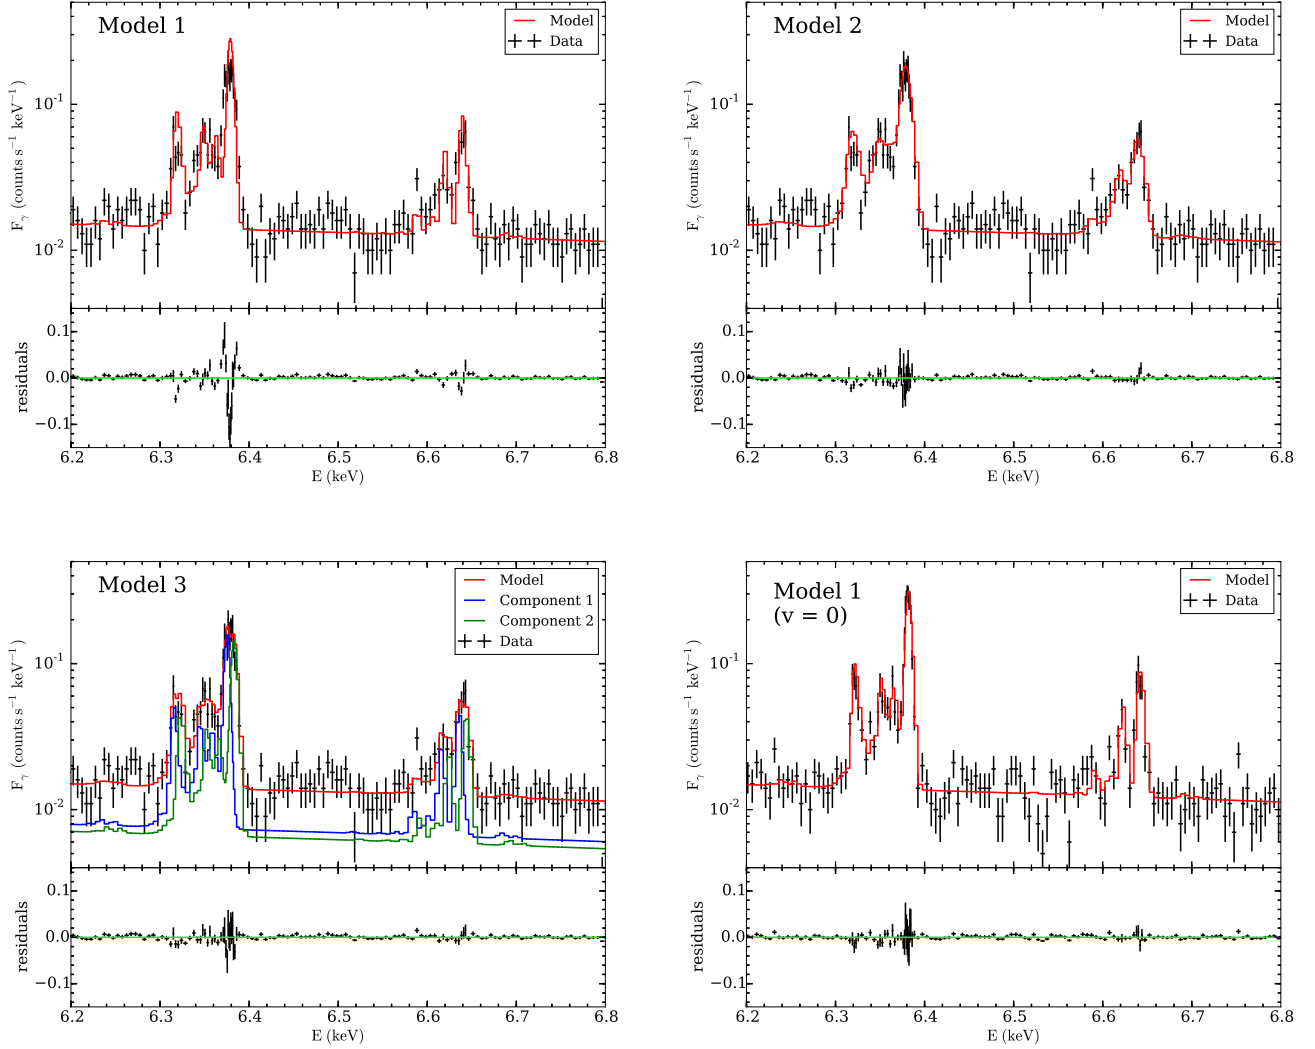 Model 1
Model
Data
10⁻¹
10⁻²
F_γ (counts s⁻¹ keV⁻¹)
0.1
0.0
−0.1
residuals
6.2 6.3 6.4 6.5 6.6 6.7 6.8
E (keV)
Model 2
Model
Data
10⁻¹
10⁻²
F_γ (counts s⁻¹ keV⁻¹)
0.1
0.0
−0.1
residuals
6.2 6.3 6.4 6.5 6.6 6.7 6.8
E (keV)
Model 3
Model
Component 1
Component 2
Data
10⁻¹
10⁻²
F_γ (counts s⁻¹ keV⁻¹)
0.1
0.0
−0.1
residuals
6.2 6.3 6.4 6.5 6.6 6.7 6.8
E (keV)
Model 1
(v = 0)
Model
Data
10⁻¹
10⁻²
F_γ (counts s⁻¹ keV⁻¹)
0.1
0.0
−0.1
residuals
6.2 6.3 6.4 6.5 6.6 6.7 6.8
E (keV)